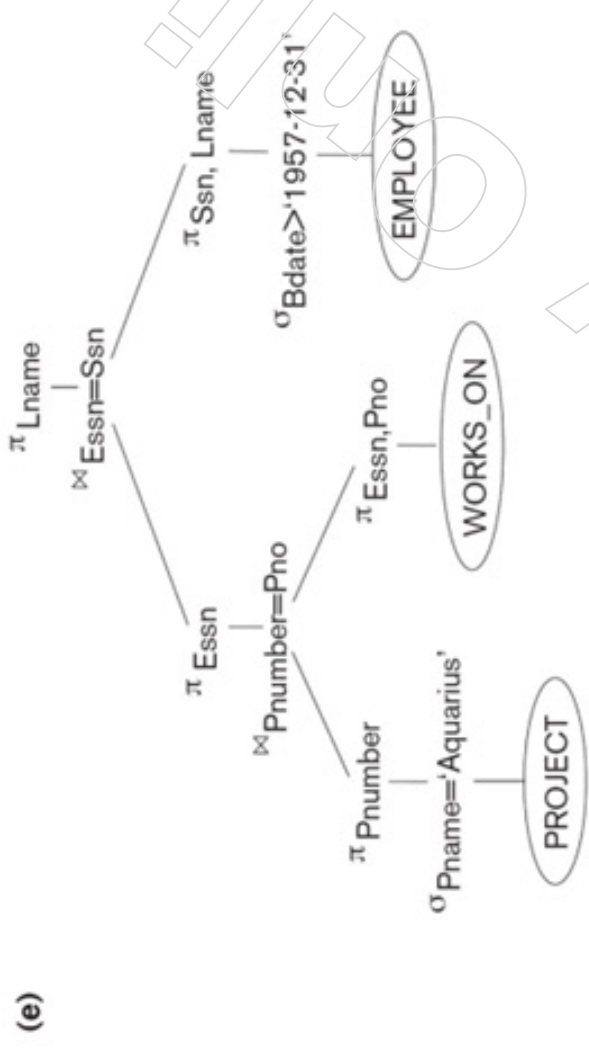 (e)
π Lname
⋈ Essn=Ssn
π Essn
π Ssn, Lname
⋈ Pnumber=Pno
σ Bdate>'1957-12-31'
π Pnumber
π Essn,Pno
EMPLOYEE
σ Pname='Aquarius'
WORKS_ON
PROJECT